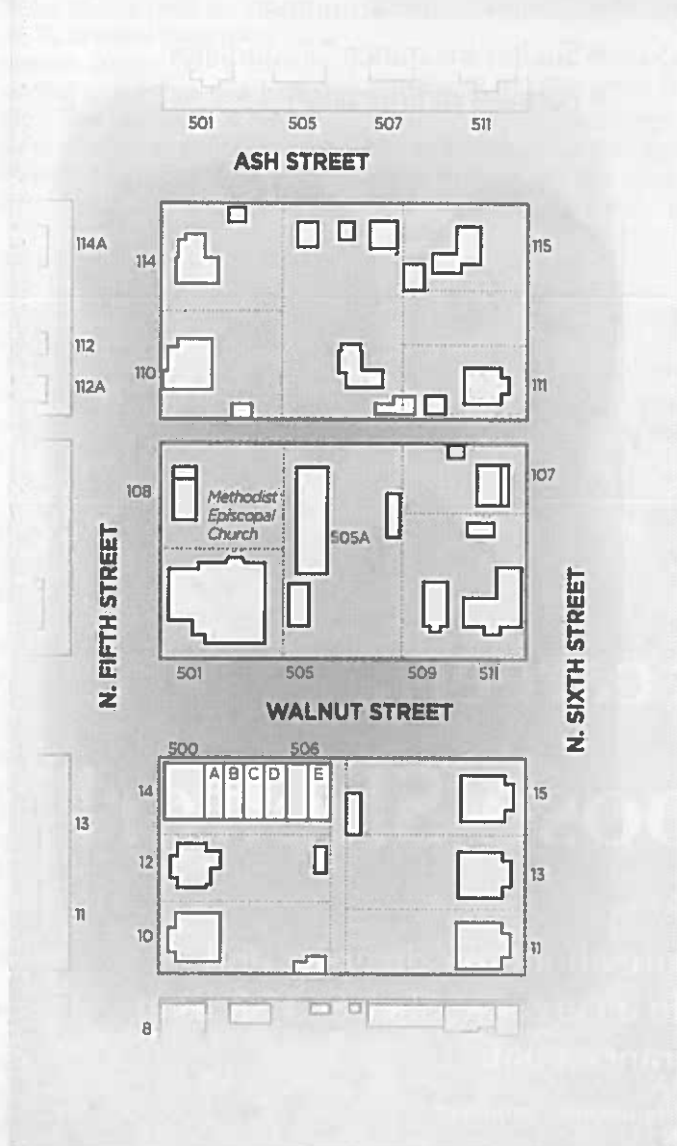 501 505 507 511
ASH STREET
114A
114
115
112
112A
110
111
108
107
Methodist
Episcopal
Church
505A
N. FIFTH STREET
N. SIXTH STREET
501 505 509 511
WALNUT STREET
500 506
A B C D E
14
15
13
12
13
11
10
11
8